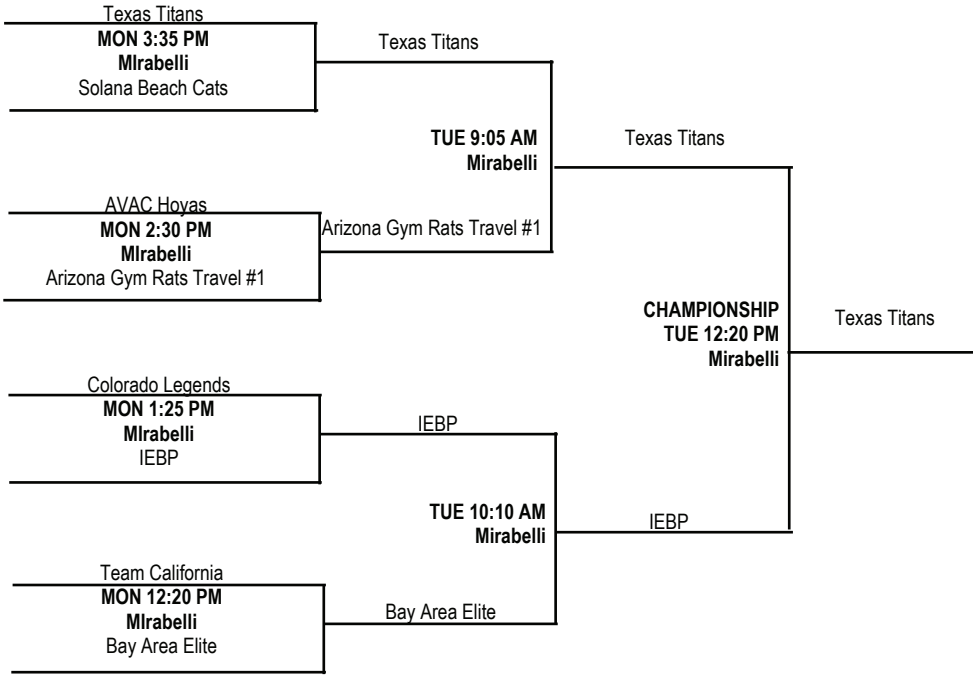 Texas Titans
MON 3:35 PM
MIrabelli
Solana Beach Cats
Texas Titans
TUE 9:05 AM
Mirabelli
Texas Titans
AVAC Hoyas
MON 2:30 PM
MIrabelli
Arizona Gym Rats Travel #1
Arizona Gym Rats Travel #1
CHAMPIONSHIP
TUE 12:20 PM
Mirabelli
Texas Titans
Colorado Legends
MON 1:25 PM
MIrabelli
IEBP
IEBP
TUE 10:10 AM
Mirabelli
IEBP
Team California
MON 12:20 PM
MIrabelli
Bay Area Elite
Bay Area Elite